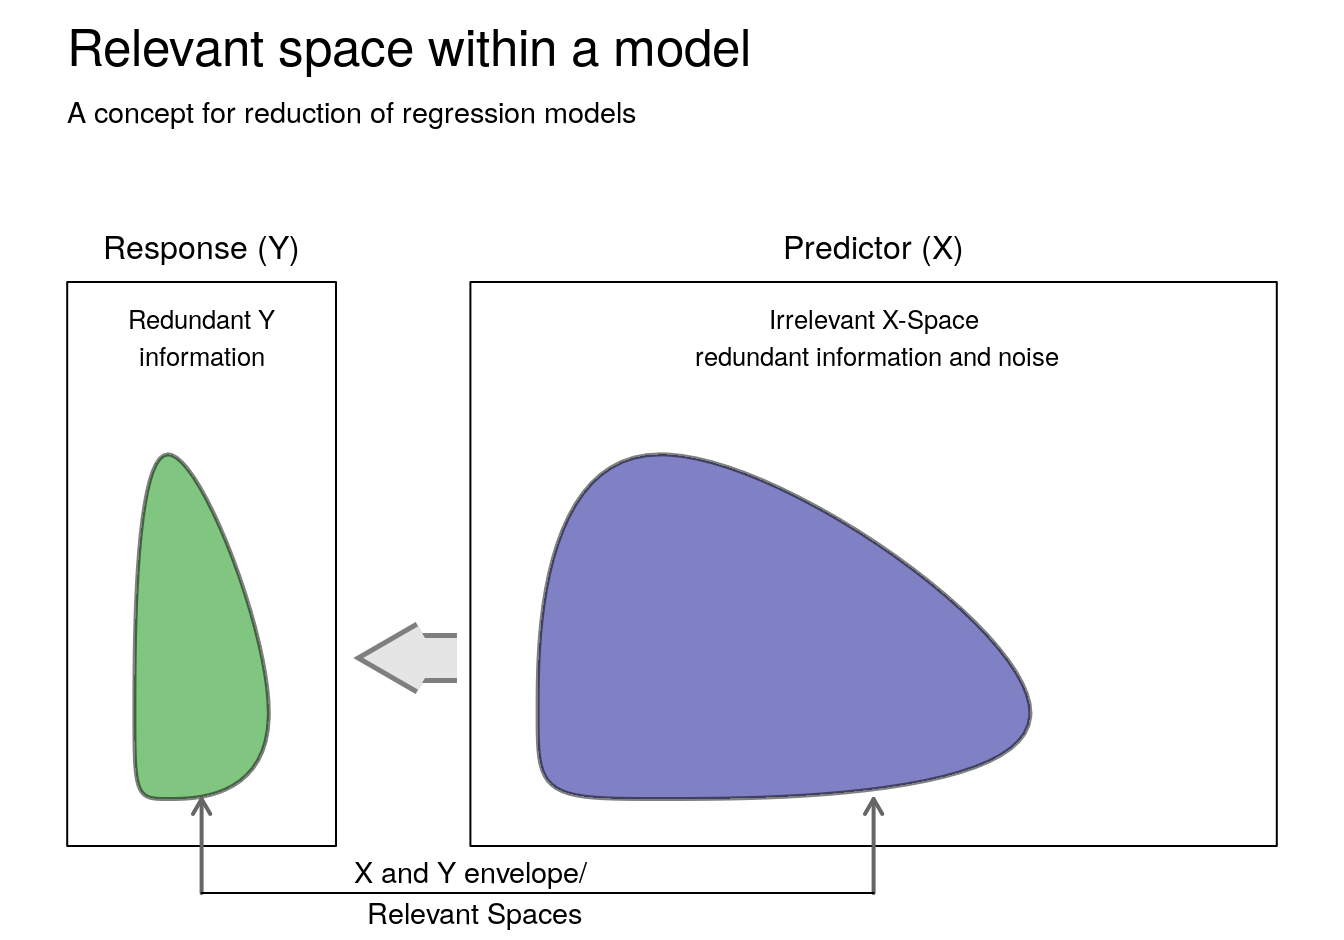 Relevant space within a model
A concept for reduction of regression models
Response (Y)
Predictor (X)
Redundant Y
information
Irrelevant X-Space
redundant information and noise
X and Y envelope/
Relevant Spaces